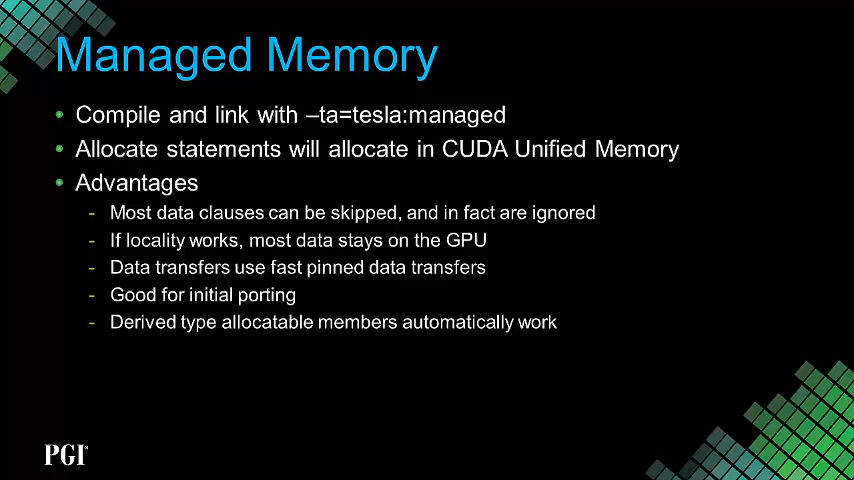 Managed Memory
• Compile and link with –ta=tesla:managed
• Allocate statements will allocate in CUDA Unified Memory
• Advantages
- Most data clauses can be skipped, and in fact are ignored
- If locality works, most data stays on the GPU
- Data transfers use fast pinned data transfers
- Good for initial porting
- Derived type allocatable members automatically work
PGI®